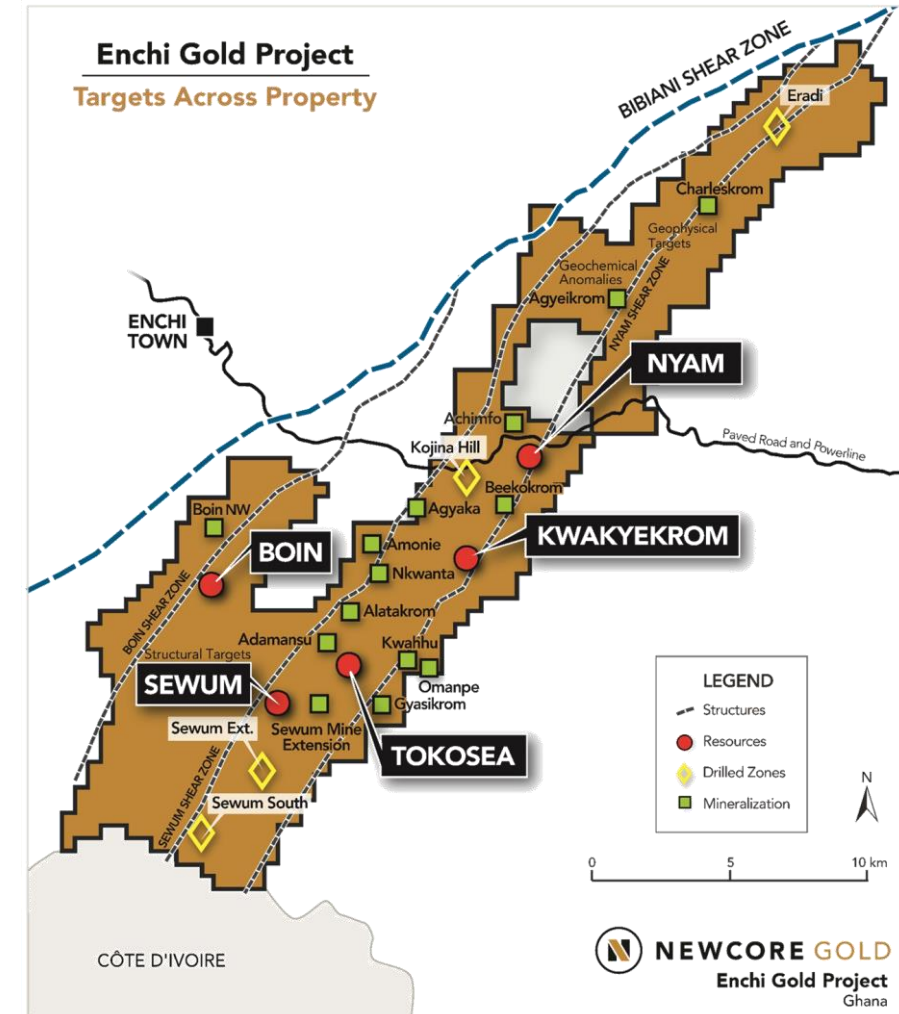 Enchi Gold Project
Targets Across Property
BIBIANI SHEAR ZONE
Eradi
Charleskrom
Geophysical
Targets
Geochemical
Anomalies
Agyeikrom
NYAM SHEAR ZONE
ENCHI
TOWN
NYAM
Achimfo
Paved Road and Powerline
Kojina Hill
Beekokrom
Boin NW
Agyaka
KWAKYEKROM
BOIN
Amonie
Nkwanta
BOIN SHEAR ZONE
Alatakrom
Adamansu
Kwahhu
Structural Targets
Omanpe
SEWUM
Gyasikrom
Sewum Ext.
Sewum Mine
Extension
TOKOSEA
SEWUM SHEAR ZONE
Sewum South
LEGEND
Structures
Resources
Drilled Zones
Mineralization
N
0 5 10 km
CÔTE D'IVOIRE
N NEWCORE GOLD
Enchi Gold Project
Ghana